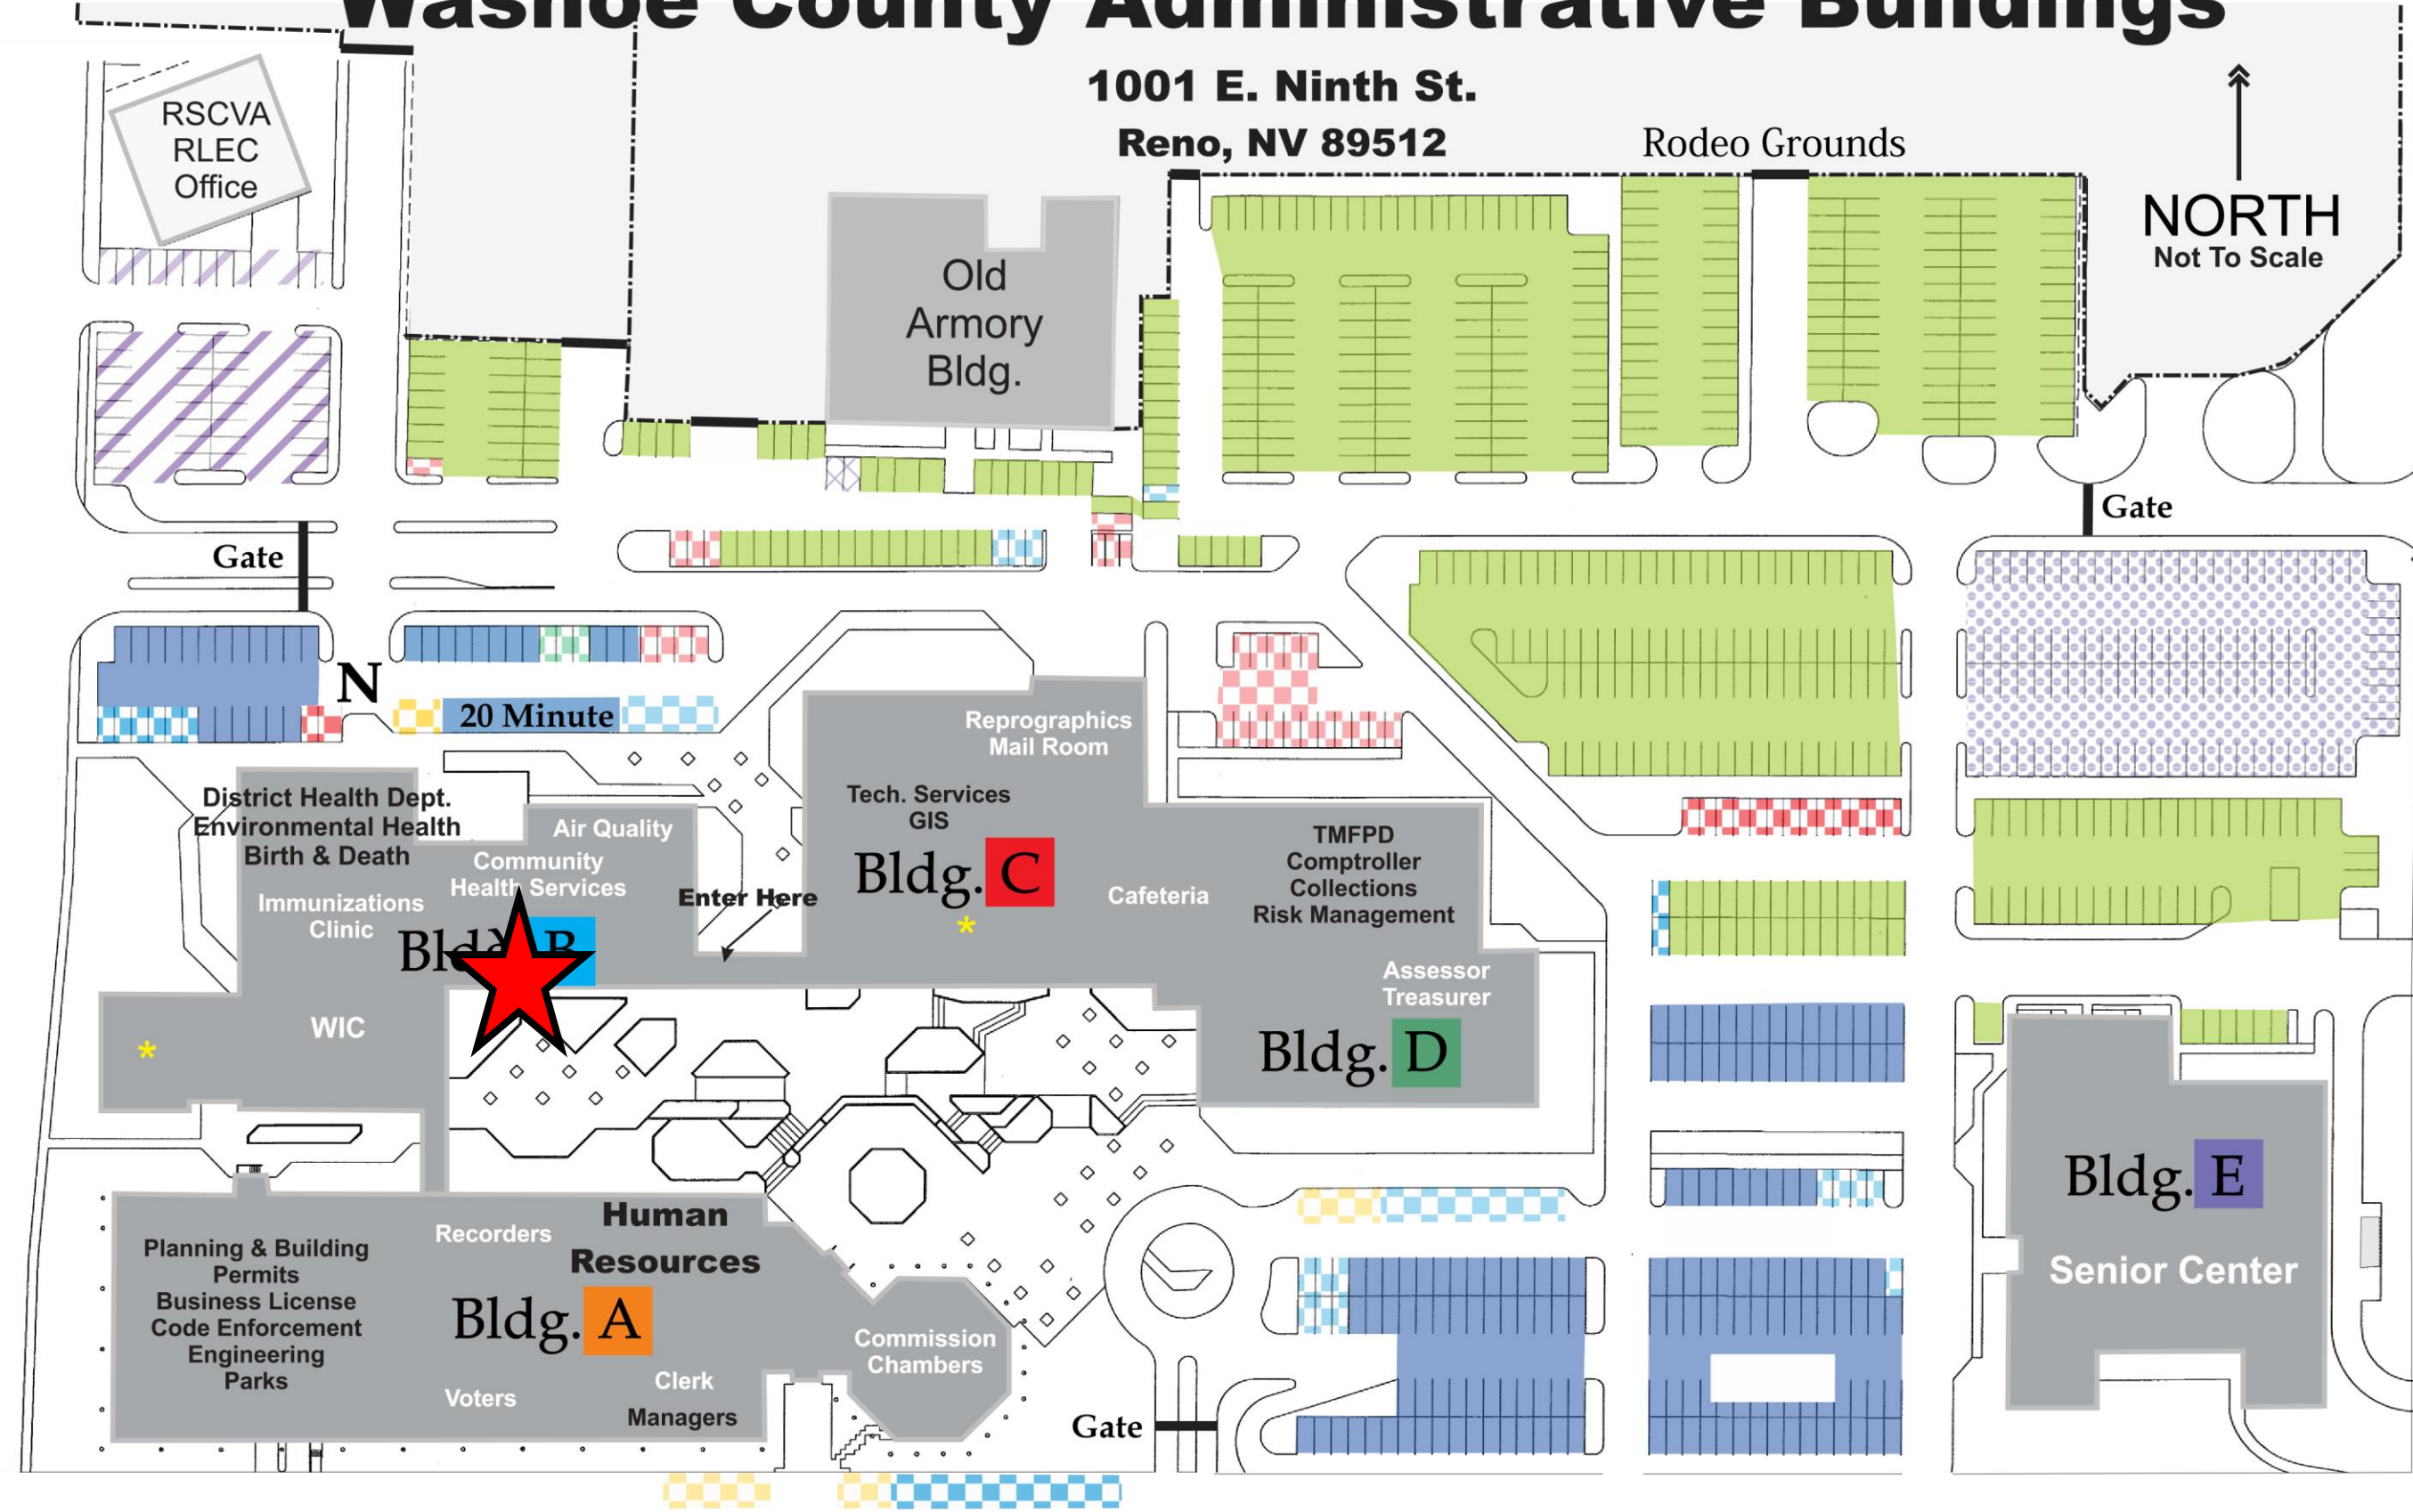 Washoe County Administrative Buildings
1001 E. Ninth St.
Reno, NV 89512
Rodeo Grounds
NORTH
Not To Scale
RSCVA
RLEC
Office
Old
Armory
Bldg.
Gate
Gate
N
20 Minute
Reprographics
Mail Room
Tech. Services
GIS
Bldg. C
*
Cafeteria
TMFPD
Comptroller
Collections
Risk Management
Assessor
Treasurer
Bldg. D
District Health Dept.
Environmental Health
Birth & Death
Air Quality
Community
Health Services
Immunizations
Clinic
Enter Here
B
WIC
*
Bldg. E
Senior Center
Planning & Building
Permits
Business License
Code Enforcement
Engineering
Parks
Recorders
Human
Resources
Bldg. A
Voters
Clerk
Managers
Commission
Chambers
Gate